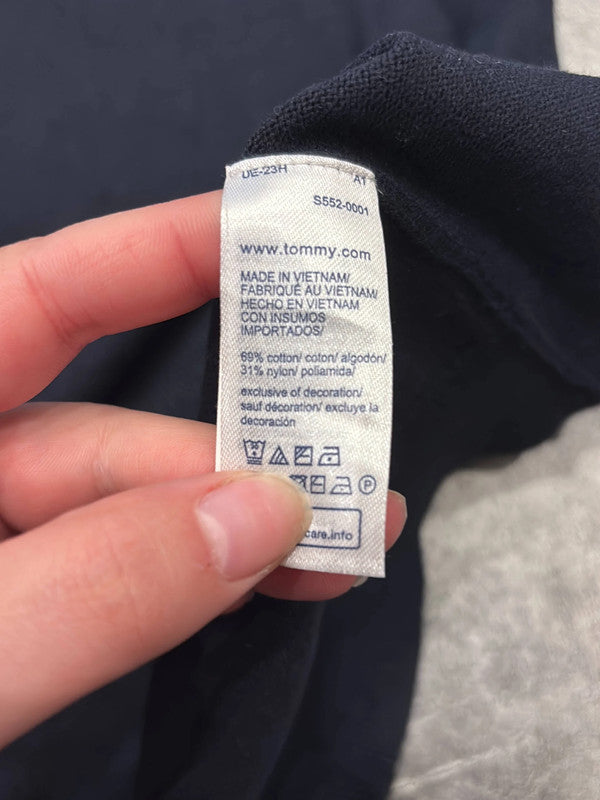 DE-23H A1
S552-0001
www.tommy.com
MADE IN VIETNAM/
FABRIQUÉ AU VIETNAM/
HECHO EN VIETNAM
CON INSUMOS
IMPORTADOS/
69% cotton/ coton/ algodón/
31% nylon/ poliamida/
exclusive of decoration/
sauf décoration/ excluye la
decoración
P
care.info